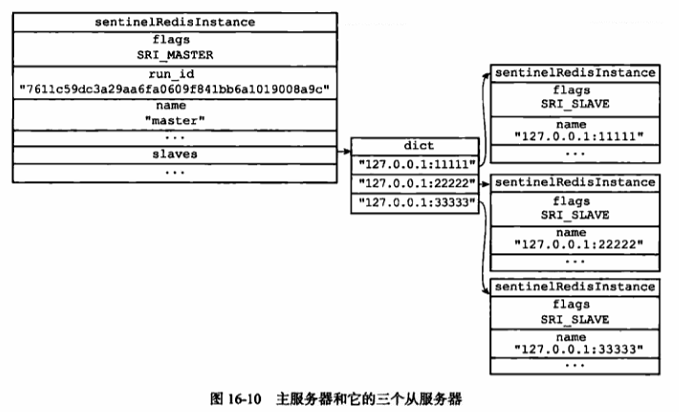 sentinelRedisInstance
flags
SRI_MASTER
run_id
"7611c59dc3a29aa6fa0609f841bb6a1019008a9c"
name
"master"
...
slaves
...
dict
"127.0.0.1:11111"
"127.0.0.1:22222"
"127.0.0.1:33333"
sentinelRedisInstance
flags
SRI_SLAVE
name
"127.0.0.1:11111"
...
sentinelRedisInstance
flags
SRI_SLAVE
name
"127.0.0.1:22222"
...
sentinelRedisInstance
flags
SRI_SLAVE
name
"127.0.0.1:33333"
...
图 16-10 主服务器和它的三个从服务器